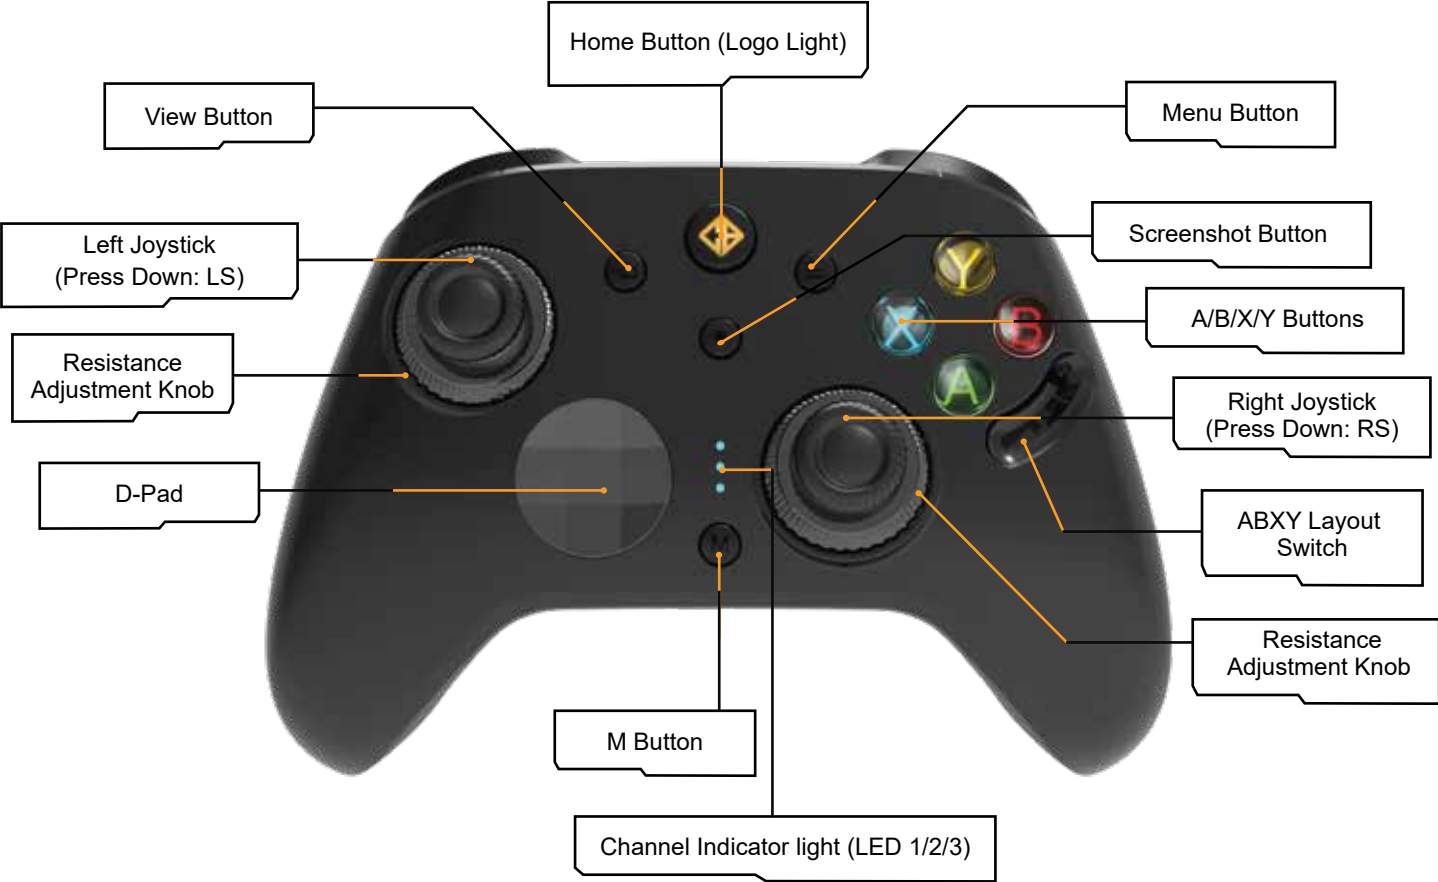 Home Button (Logo Light)
View Button
Menu Button
Left Joystick
(Press Down: LS)
Screenshot Button
Y
X
B
A
A/B/X/Y Buttons
Resistance
Adjustment Knob
Right Joystick
(Press Down: RS)
D-Pad
ABXY Layout
Switch
M
Resistance
Adjustment Knob
M Button
Channel Indicator light (LED 1/2/3)